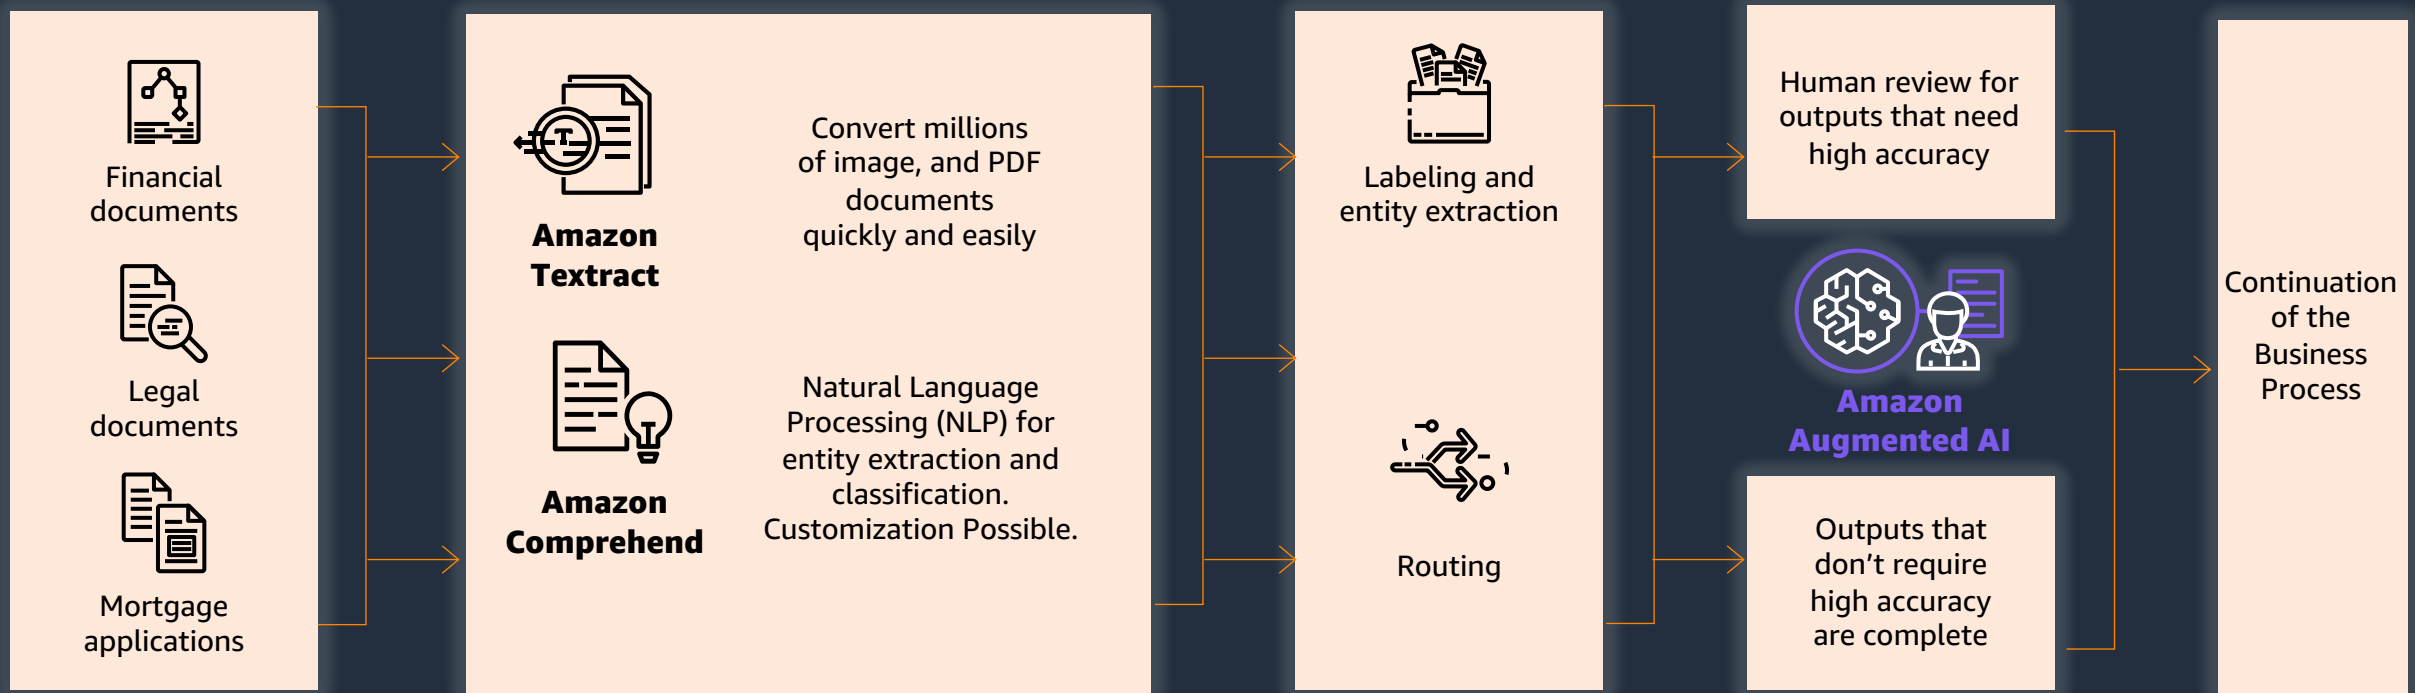 Financial
documents
Legal
documents
Mortgage
applications
Amazon
Textract
Convert millions
of image, and PDF
documents
quickly and easily
Amazon
Comprehend
Natural Language
Processing (NLP) for
entity extraction and
classification.
Customization Possible.
Labeling and
entity extraction
Routing
Human review for
outputs that need
high accuracy
Amazon
Augmented AI
Outputs that
don’t require
high accuracy
are complete
Continuation
of the
Business
Process